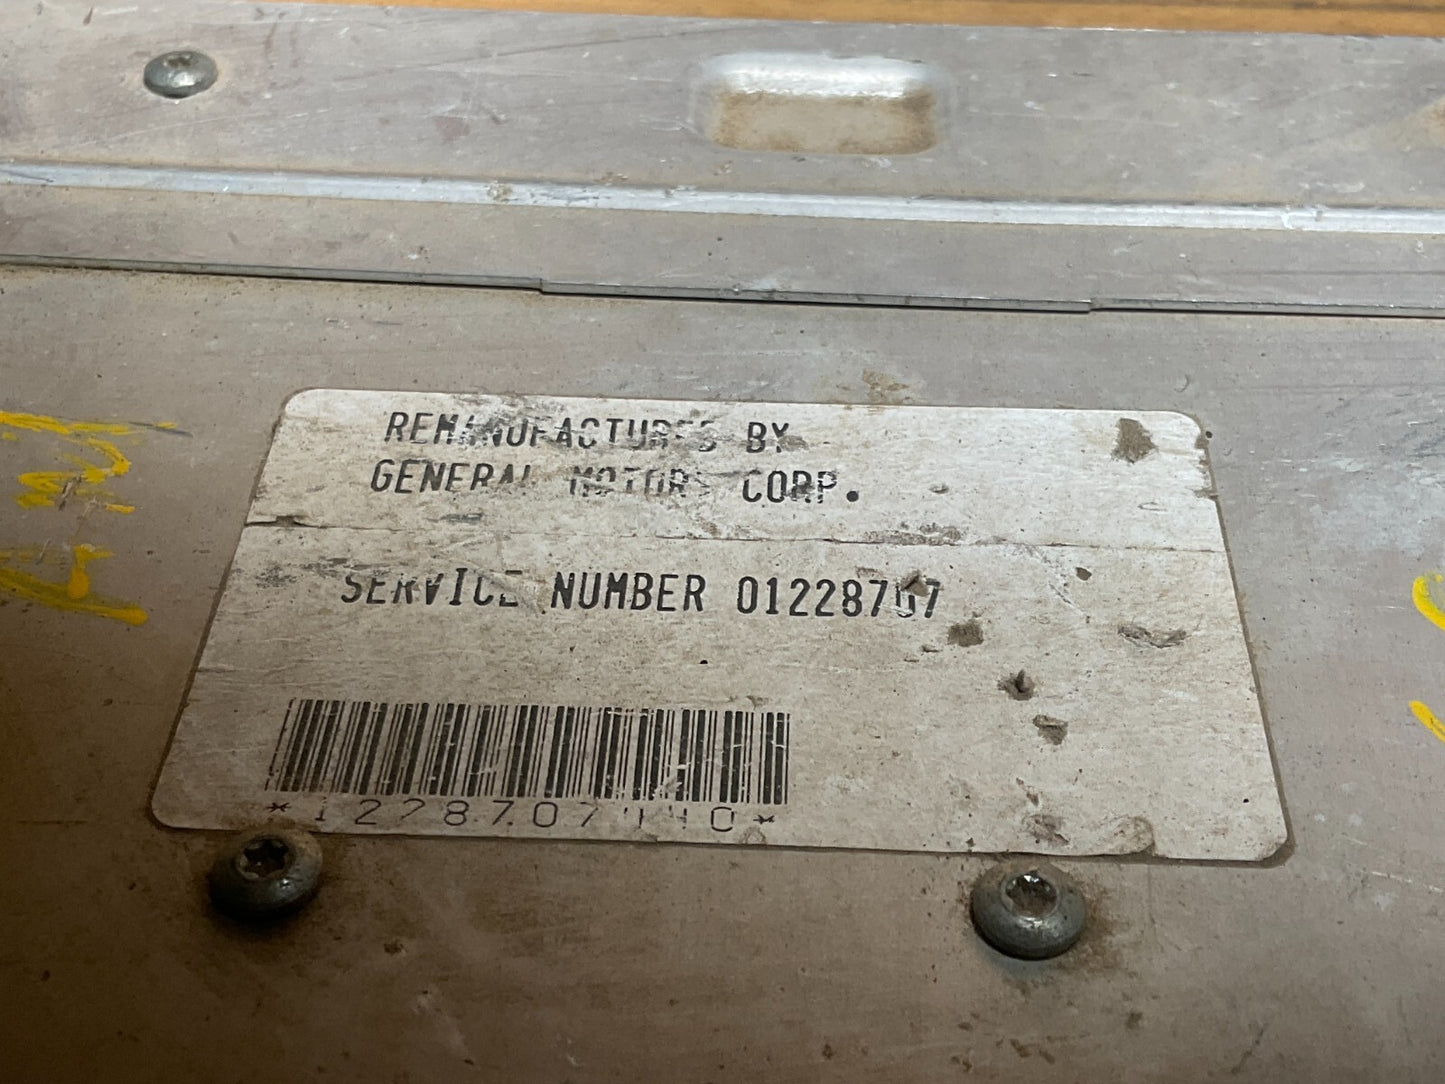 REMANUFACTURED BY
GENERAL MOTORS CORP.
SERVICE NUMBER 01228707